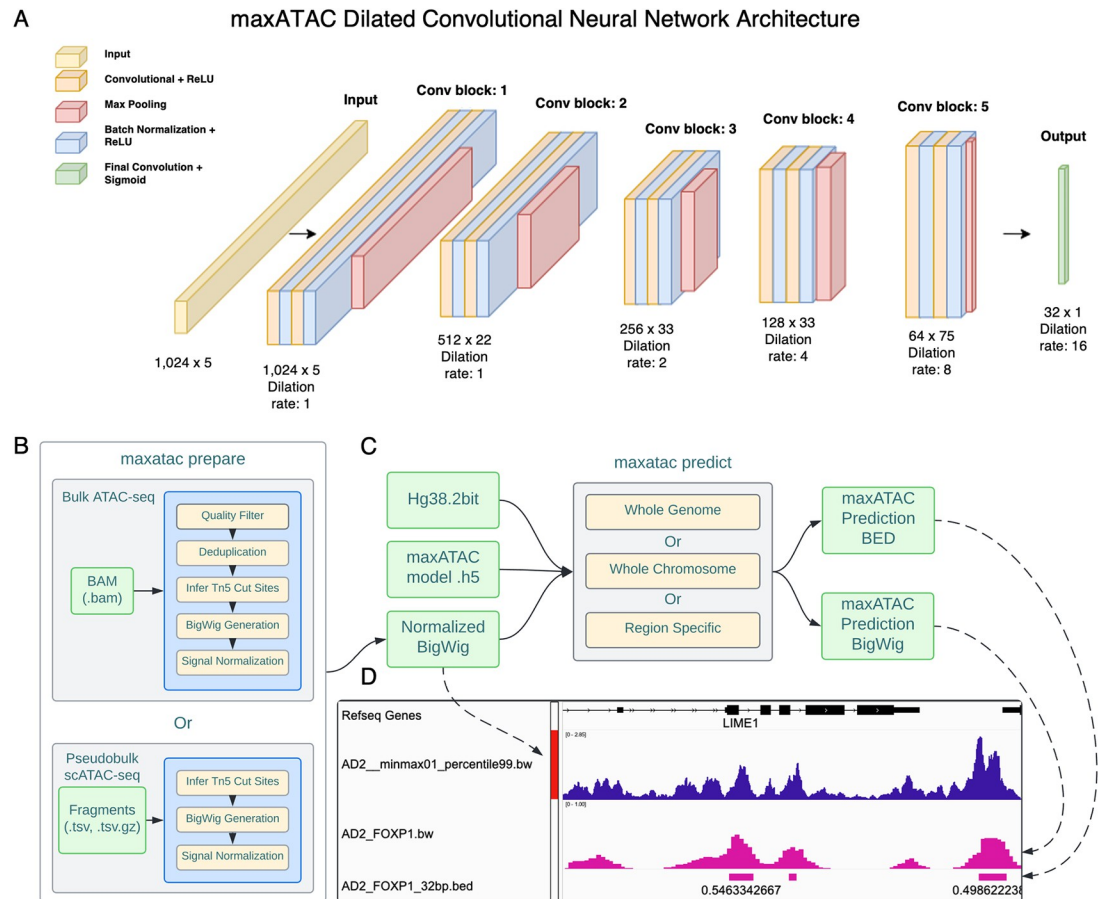 A
maxATAC Dilated Convolutional Neural Network Architecture
Input
Convolutional + ReLU
Max Pooling
Batch Normalization +
ReLU
Final Convolution +
Sigmoid
Input
Conv block: 1
Conv block: 2
Conv block: 3
Conv block: 4
Conv block: 5
Output
1,024 x 5
1,024 x 5
Dilation
rate: 1
512 x 22
Dilation
rate: 1
256 x 33
Dilation
rate: 2
128 x 33
Dilation
rate: 4
64 x 75
Dilation
rate: 8
32 x 1
Dilation
rate: 16
B
maxatac prepare
Bulk ATAC-seq
BAM
(.bam)
Quality Filter
Deduplication
Infer Tn5 Cut Sites
BigWig Generation
Signal Normalization
Or
Pseudobulk
scATAC-seq
Fragments
(.tsv, .tsv.gz)
Infer Tn5 Cut Sites
BigWig Generation
Signal Normalization
C
Hg38.2bit
maxATAC
model .h5
Normalized
BigWig
maxatac predict
Whole Genome
Or
Whole Chromosome
Or
Region Specific
maxATAC
Prediction
BED
maxATAC
Prediction
BigWig
D
Refseq Genes
LIME1
[0 - 2.85]
AD2__minmax01_percentile99.bw
[0 - 1.00]
AD2_FOXP1.bw
AD2_FOXP1_32bp.bed
0.5463342667
0.498622238